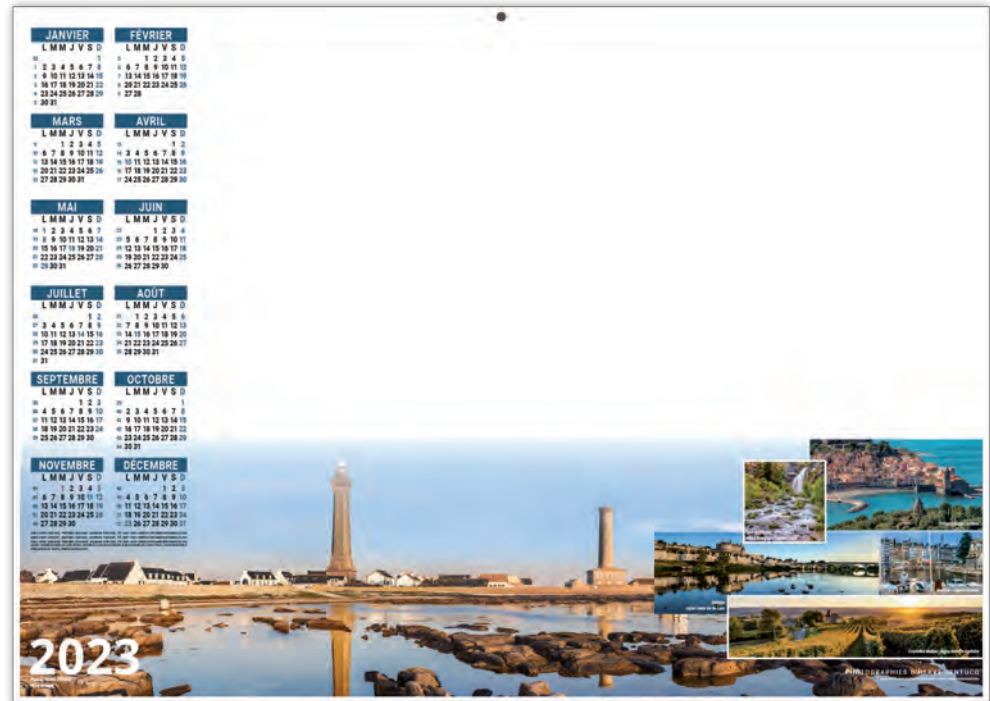 JANVIER
L M M J V S D
1
2 3 4 5 6 7 8
9 10 11 12 13 14 15
16 17 18 19 20 21 22
23 24 25 26 27 28 29
30 31
FÉVRIER
L M M J V S D
1 2 3 4 5
6 7 8 9 10 11 12
13 14 15 16 17 18 19
20 21 22 23 24 25 26
27 28
MARS
L M M J V S D
1 2 3 4 5
6 7 8 9 10 11 12
13 14 15 16 17 18 19
20 21 22 23 24 25 26
27 28 29 30 31
AVRIL
L M M J V S D
1 2
3 4 5 6 7 8 9
10 11 12 13 14 15 16
17 18 19 20 21 22 23
24 25 26 27 28 29 30
MAI
L M M J V S D
1 2 3 4 5 6 7
8 9 10 11 12 13 14
15 16 17 18 19 20 21
22 23 24 25 26 27 28
29 30 31
JUIN
L M M J V S D
1 2 3 4
5 6 7 8 9 10 11
12 13 14 15 16 17 18
19 20 21 22 23 24 25
26 27 28 29 30
JUILLET
L M M J V S D
1 2
3 4 5 6 7 8 9
10 11 12 13 14 15 16
17 18 19 20 21 22 23
24 25 26 27 28 29 30
31
AOÛT
L M M J V S D
1 2 3 4 5 6
7 8 9 10 11 12 13
14 15 16 17 18 19 20
21 22 23 24 25 26 27
28 29 30 31
SEPTEMBRE
L M M J V S D
1 2 3
4 5 6 7 8 9 10
11 12 13 14 15 16 17
18 19 20 21 22 23 24
25 26 27 28 29 30
OCTOBRE
L M M J V S D
1
2 3 4 5 6 7 8
9 10 11 12 13 14 15
16 17 18 19 20 21 22
23 24 25 26 27 28 29
30 31
NOVEMBRE
L M M J V S D
1 2 3 4 5
6 7 8 9 10 11 12
13 14 15 16 17 18 19
20 21 22 23 24 25 26
27 28 29 30
DÉCEMBRE
L M M J V S D
1 2 3
4 5 6 7 8 9 10
11 12 13 14 15 16 17
18 19 20 21 22 23 24
25 26 27 28 29 30 31
2023
PHOTOGRAPHIES